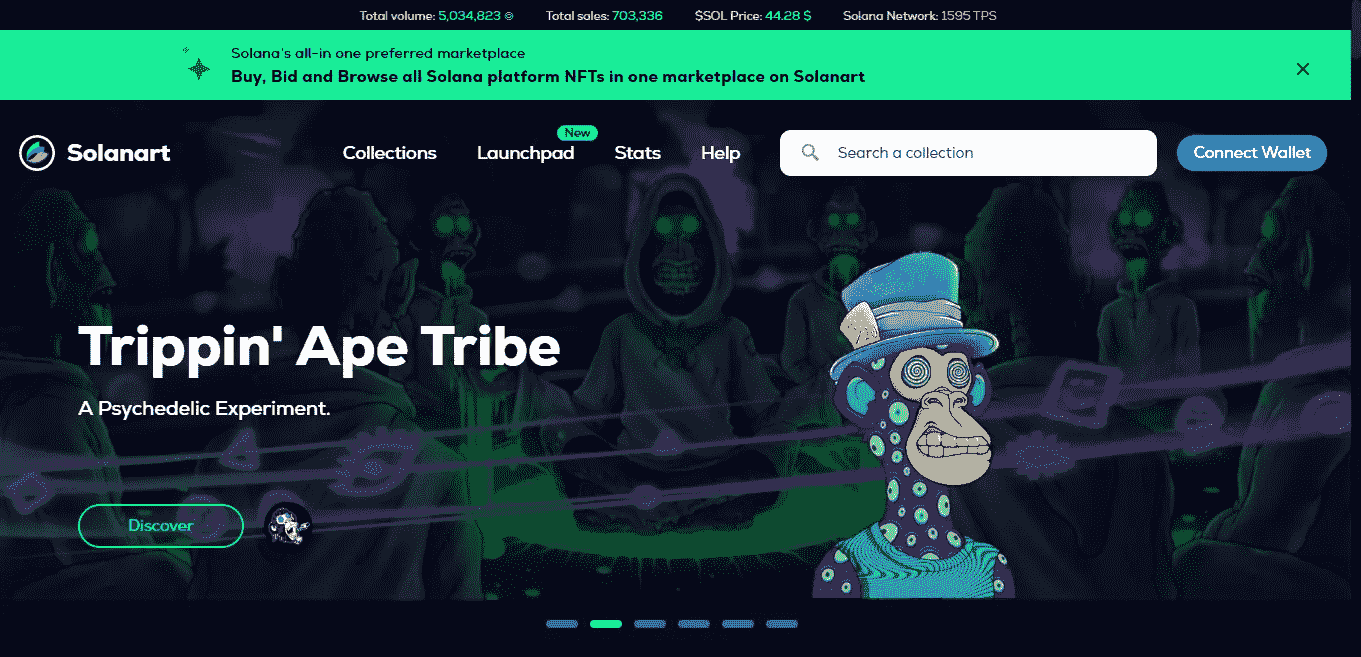 Total volume: 5,034,823 Total sales: 703,336 $SOL Price: 44.28 $ Solana Network: 1595 TPS
Solana's all-in one preferred marketplace
Buy, Bid and Browse all Solana platform NFTs in one marketplace on Solanart
New
Solanart Collections Launchpad Stats Help Search a collection Connect Wallet
Trippin' Ape Tribe
A Psychedelic Experiment.
Discover